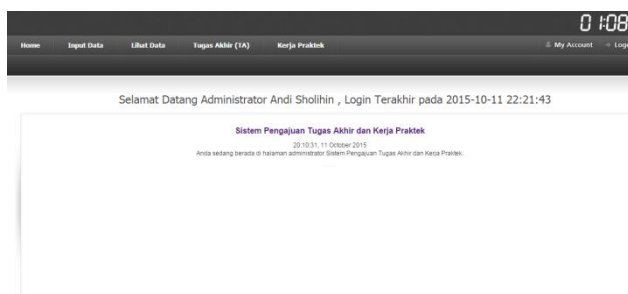 01:08
Home Input Data Lihat Data Tugas Akhir (TA) Kerja Praktek My Account
Selamat Datang Administrator Andi Sholihin , Login Terakhir pada 2015-10-11 22:21:43
Sistem Pengajuan Tugas Akhir dan Kerja Praktek
20:10:31, 11 October 2015
Anda sedang berada di halaman administrator Sistem Pengajuan Tugas Akhir dan Kerja Praktek.